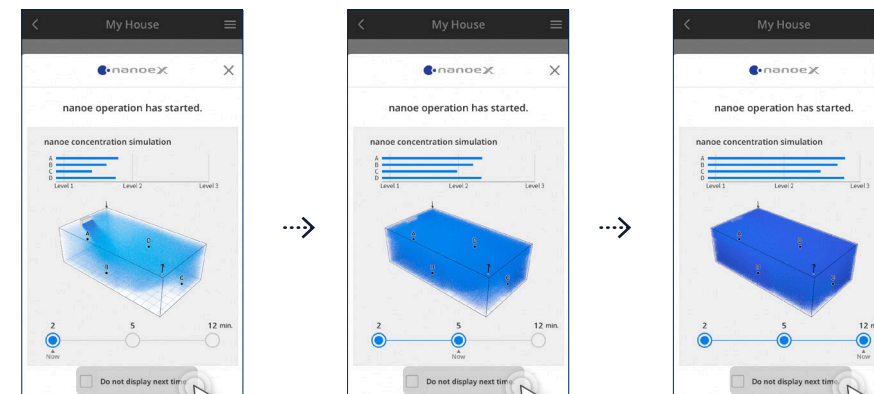 My House
nanoeX
nanoe operation has started.
nanoe concentration simulation
A
B
C
D
Level 1 Level 2 Level 3
A
D
B
C
2 5 12 min.
Now
Do not display next time.
My House
nanoeX
nanoe operation has started.
nanoe concentration simulation
A
B
C
D
Level 1 Level 2 Level 3
A
D
B
C
2 5 12 min.
Now
Do not display next time.
My House
nanoeX
nanoe operation has started.
nanoe concentration simulation
A
B
C
D
Level 1 Level 2 Level 3
A
D
B
C
2 5 12 m
Now
Do not display next time.